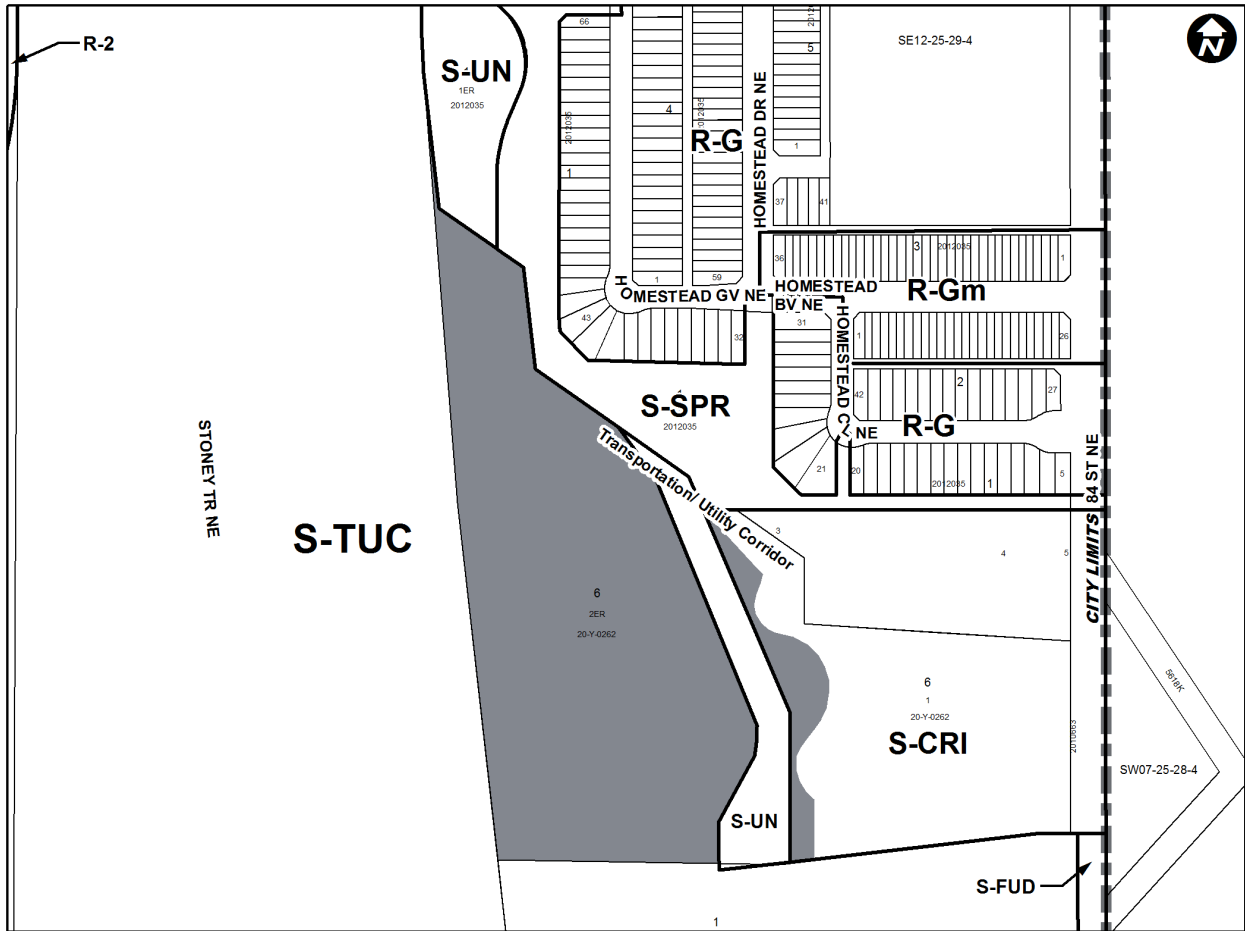 R-2
S-UN
1ER
2012035
66
2012035
1
4
2012035
R-G
5
1
HOMESTEAD DR NE
SE12-25-29-4
N
37
41
36
3
2012035
1
HOMESTEAD GV NE
1
59
HOMESTEAD
BV NE
R-Gm
43
32
31
HOMESTEAD CL NE
1
26
2
42
27
R-G
S-SPR
2012035
21
20
2012035
1
5
STONEY TR NE
S-TUC
Transportation/ Utility Corridor
3
4
5
CITY LIMITS
84 ST NE
6
2ER
20-Y-0262
6
1
20-Y-0262
S-CRI
2010663
5618K
SW07-25-28-4
S-UN
S-FUD
1